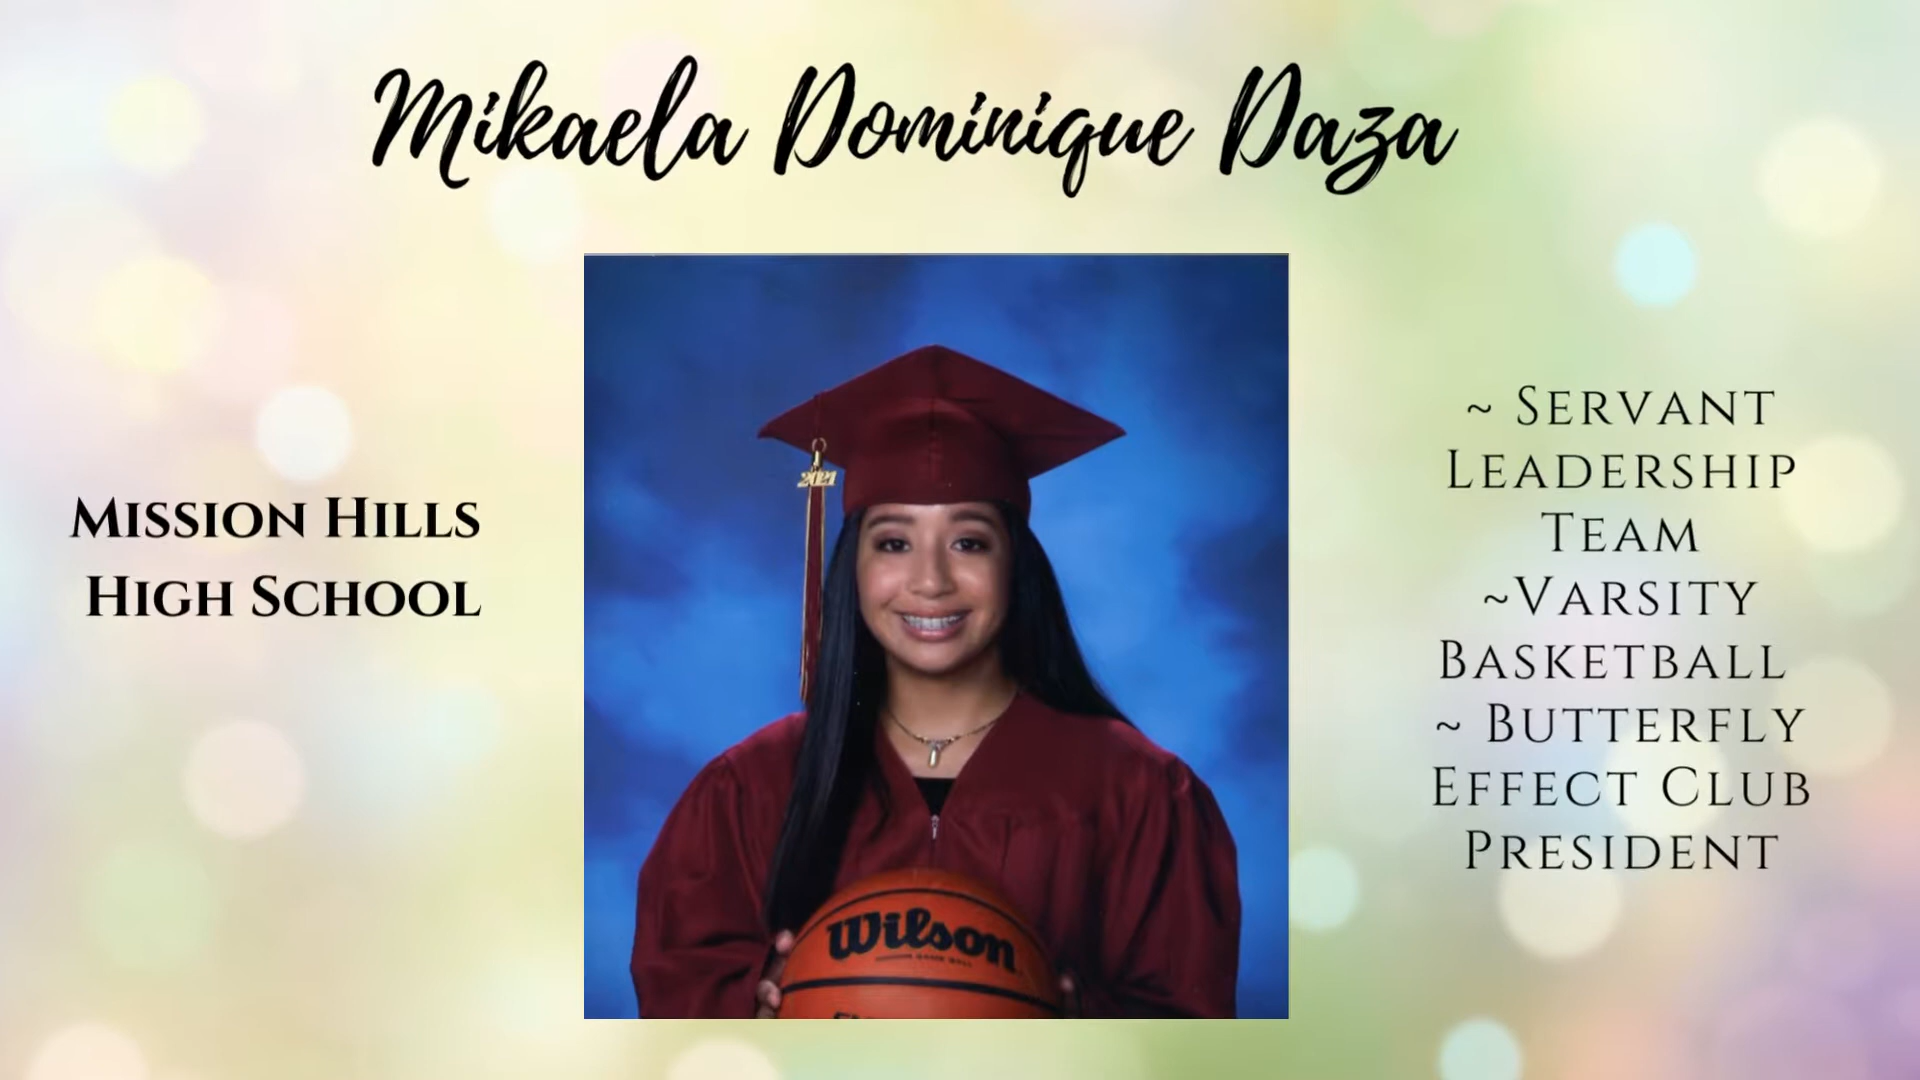 Mikaela Dominique Daza
Mission Hills
High School
2021
~ Servant
Leadership
Team
~Varsity
Basketball
~ Butterfly
Effect Club
President
Wilson